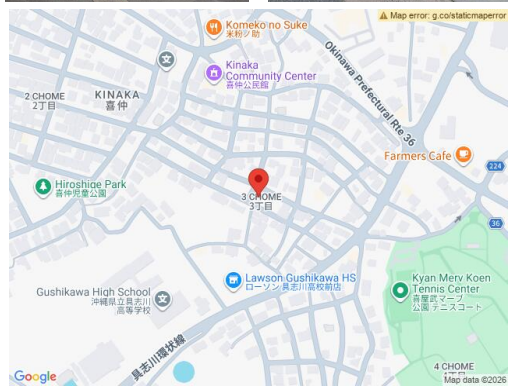 Map error: g.co/staticmaperror
Komeko no Suke
米粉ノ助
Kinaka
Community Center
喜仲公民館
Okinawa Prefectural Rte 36
2 CHOME
2丁目
KINAKA
喜仲
Farmers Cafe
224
Hiroshige Park
喜仲児童公園
3 CHOME
3丁目
36
Lawson Gushikawa HS
ローソン 具志川高校前店
Kyan Merv Koen
Tennis Center
喜屋武マーブ
公園 テニスコート
Gushikawa High School
沖縄県立具志川
高等学校
具志川環状線
4 CHOME
4丁目
Google
Map data ©2026